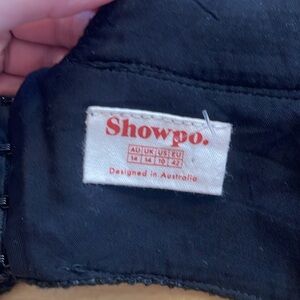 Showpo.
AU UK US EU
14 14 10 42
Designed in Australia